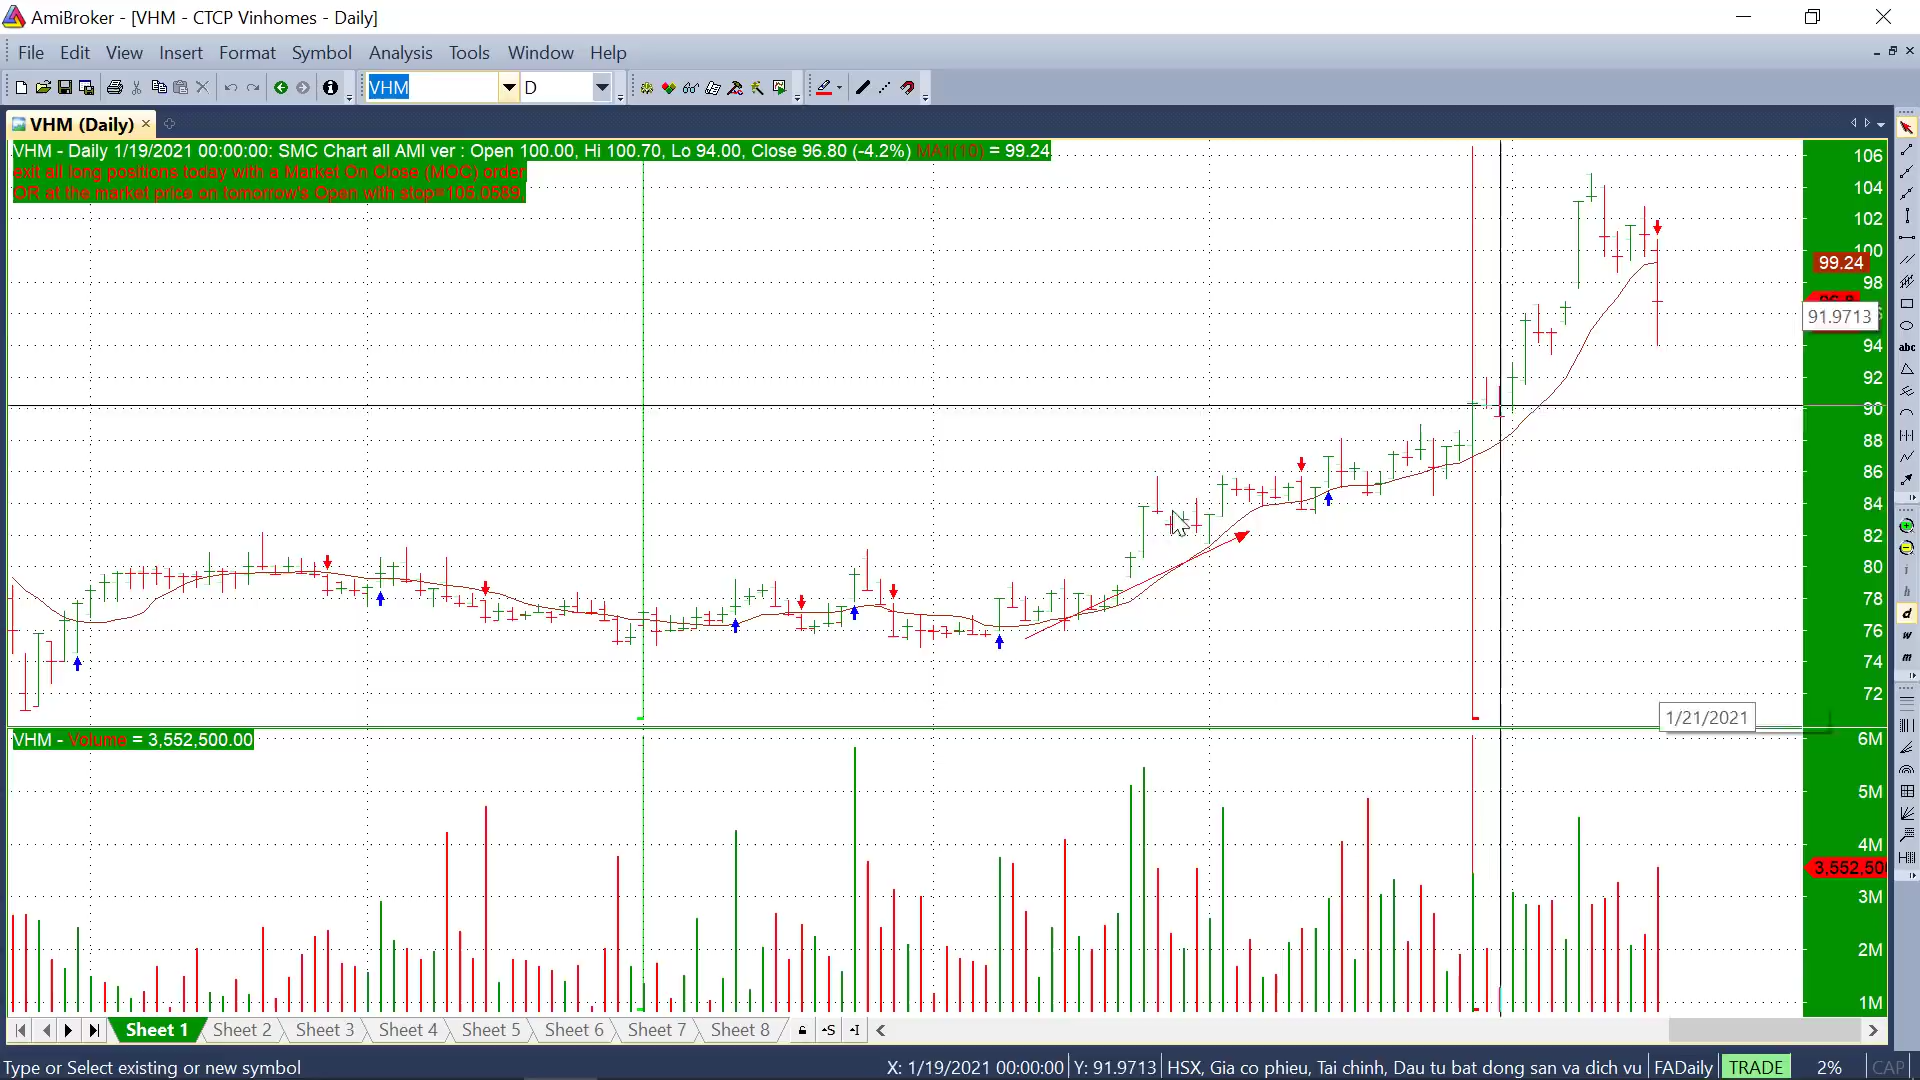 AmiBroker - [VHM - CTCP Vinhomes - Daily]
File Edit View Insert Format Symbol Analysis Tools Window Help
VHM D
VHM (Daily)
VHM - Daily 1/19/2021 00:00:00: SMC Chart all AMI ver : Open 100.00, Hi 100.70, Lo 94.00, Close 96.80 (-4.2%) MA1(10) = 99.24
exit all long positions today with a Market On Close (MOC) order
OR at the market price on tomorrow's Open with stop=105.0589.
106
104
102
100
99.24
98
91.9713
94
92
90
88
86
84
82
80
78
76
74
72
1/21/2021
VHM - Volume = 3,552,500.00
6M
5M
4M
3,552,50
3M
2M
1M
abc
i
h
d
w
m
Sheet 1 Sheet 2 Sheet 3 Sheet 4 Sheet 5 Sheet 6 Sheet 7 Sheet 8
Type or Select existing or new symbol
X: 1/19/2021 00:00:00 Y: 91.9713 HSX, Gia co phieu, Tai chinh, Dau tu bat dong san va dich vu FADaily TRADE 2% CAP